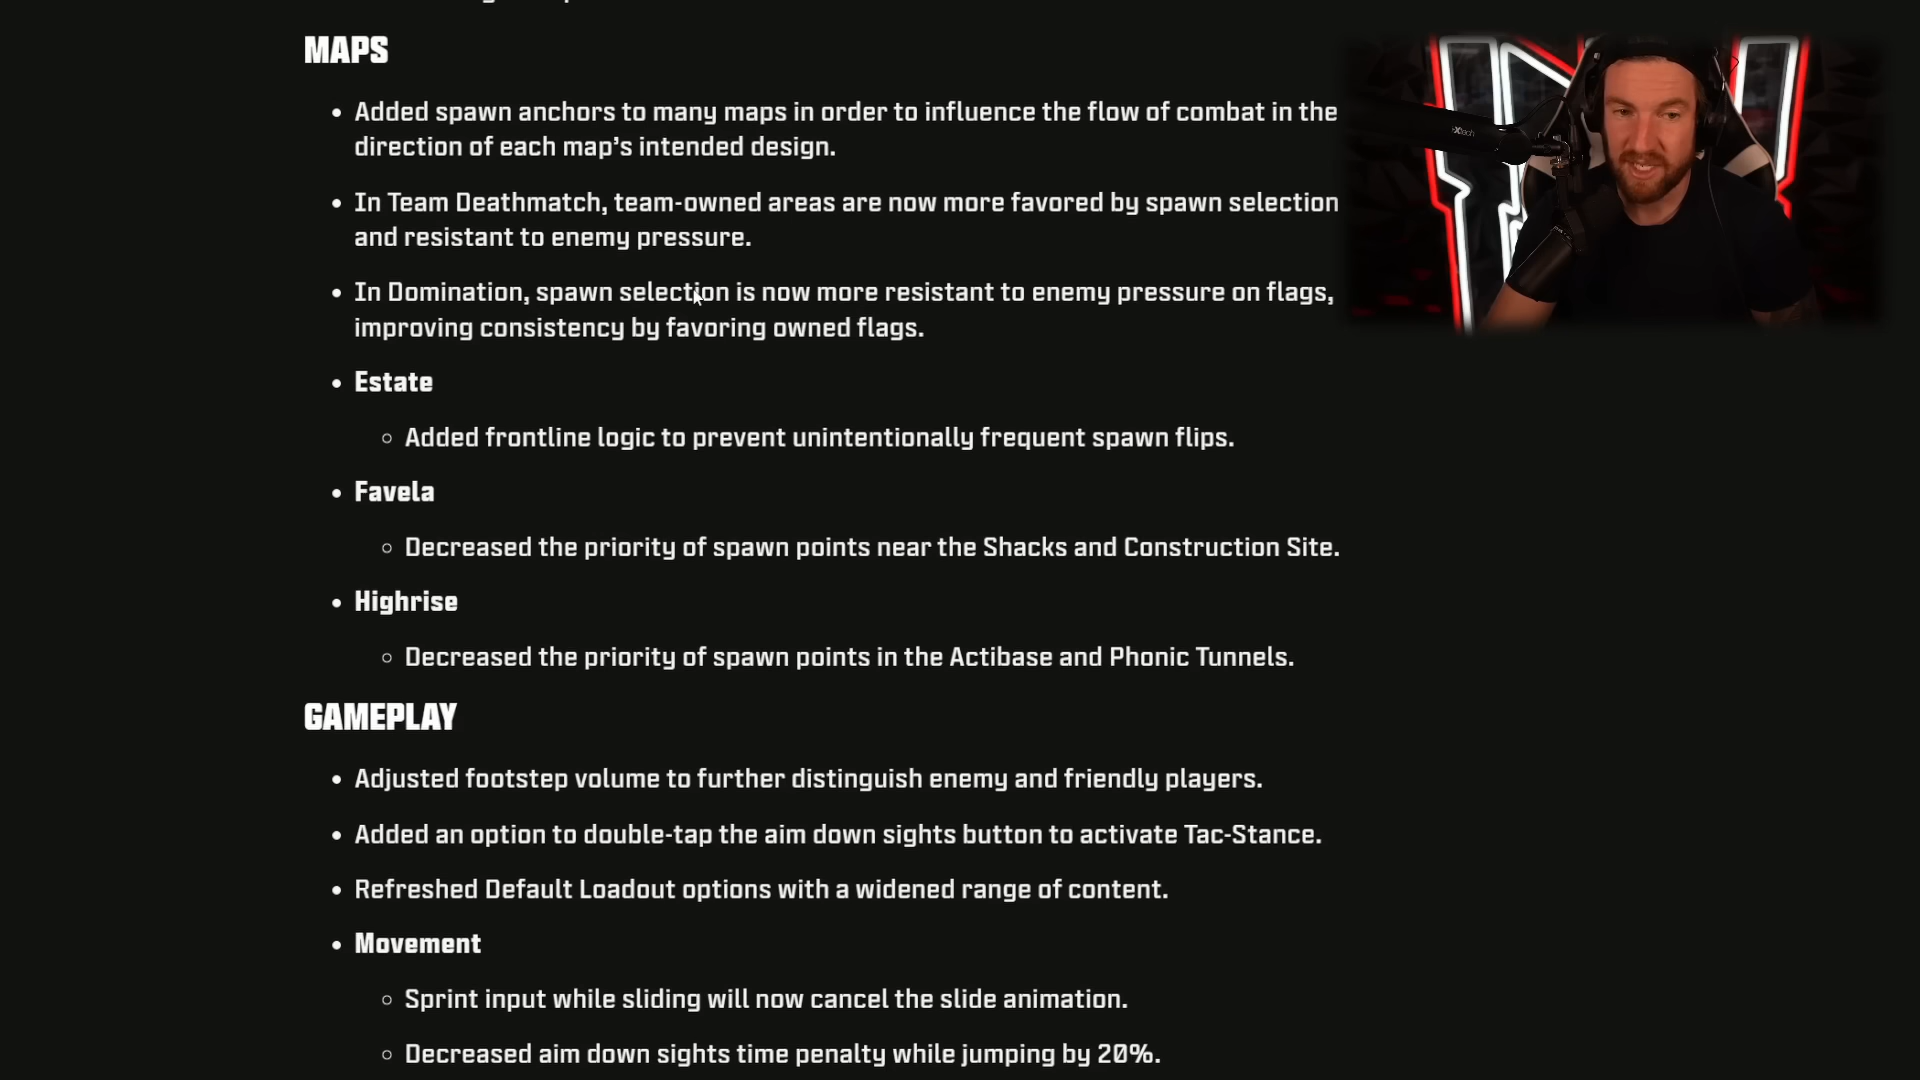 MAPS
• Added spawn anchors to many maps in order to influence the flow of combat in the
direction of each map’s intended design.
• In Team Deathmatch, team-owned areas are now more favored by spawn selection
and resistant to enemy pressure.
• In Domination, spawn selection is now more resistant to enemy pressure on flags,
improving consistency by favoring owned flags.
• Estate
○ Added frontline logic to prevent unintentionally frequent spawn flips.
• Favela
○ Decreased the priority of spawn points near the Shacks and Construction Site.
• Highrise
○ Decreased the priority of spawn points in the Actibase and Phonic Tunnels.
GAMEPLAY
• Adjusted footstep volume to further distinguish enemy and friendly players.
• Added an option to double-tap the aim down sights button to activate Tac-Stance.
• Refreshed Default Loadout options with a widened range of content.
• Movement
○ Sprint input while sliding will now cancel the slide animation.
○ Decreased aim down sights time penalty while jumping by 20%.